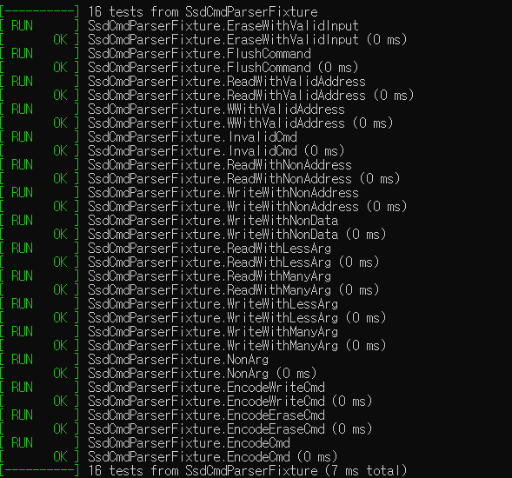 [----------] 16 tests from SsdCmdParserFixture
[ RUN      ] SsdCmdParserFixture.EraseWithValidInput
[       OK ] SsdCmdParserFixture.EraseWithValidInput (0 ms)
[ RUN      ] SsdCmdParserFixture.FlushCommand
[       OK ] SsdCmdParserFixture.FlushCommand (0 ms)
[ RUN      ] SsdCmdParserFixture.ReadWithValidAddress
[       OK ] SsdCmdParserFixture.ReadWithValidAddress (0 ms)
[ RUN      ] SsdCmdParserFixture.WWithValidAddress
[       OK ] SsdCmdParserFixture.WWithValidAddress (0 ms)
[ RUN      ] SsdCmdParserFixture.InvalidCmd
[       OK ] SsdCmdParserFixture.InvalidCmd (0 ms)
[ RUN      ] SsdCmdParserFixture.ReadWithNonAddress
[       OK ] SsdCmdParserFixture.ReadWithNonAddress (0 ms)
[ RUN      ] SsdCmdParserFixture.WriteWithNonAddress
[       OK ] SsdCmdParserFixture.WriteWithNonAddress (0 ms)
[ RUN      ] SsdCmdParserFixture.WriteWithNonData
[       OK ] SsdCmdParserFixture.WriteWithNonData (0 ms)
[ RUN      ] SsdCmdParserFixture.ReadWithLessArg
[       OK ] SsdCmdParserFixture.ReadWithLessArg (0 ms)
[ RUN      ] SsdCmdParserFixture.ReadWithManyArg
[       OK ] SsdCmdParserFixture.ReadWithManyArg (0 ms)
[ RUN      ] SsdCmdParserFixture.WriteWithLessArg
[       OK ] SsdCmdParserFixture.WriteWithLessArg (0 ms)
[ RUN      ] SsdCmdParserFixture.WriteWithManyArg
[       OK ] SsdCmdParserFixture.WriteWithManyArg (0 ms)
[ RUN      ] SsdCmdParserFixture.NonArg
[       OK ] SsdCmdParserFixture.NonArg (0 ms)
[ RUN      ] SsdCmdParserFixture.EncodeWriteCmd
[       OK ] SsdCmdParserFixture.EncodeWriteCmd (0 ms)
[ RUN      ] SsdCmdParserFixture.EncodeEraseCmd
[       OK ] SsdCmdParserFixture.EncodeEraseCmd (0 ms)
[ RUN      ] SsdCmdParserFixture.EncodeCmd
[       OK ] SsdCmdParserFixture.EncodeCmd (0 ms)
[----------] 16 tests from SsdCmdParserFixture (7 ms total)